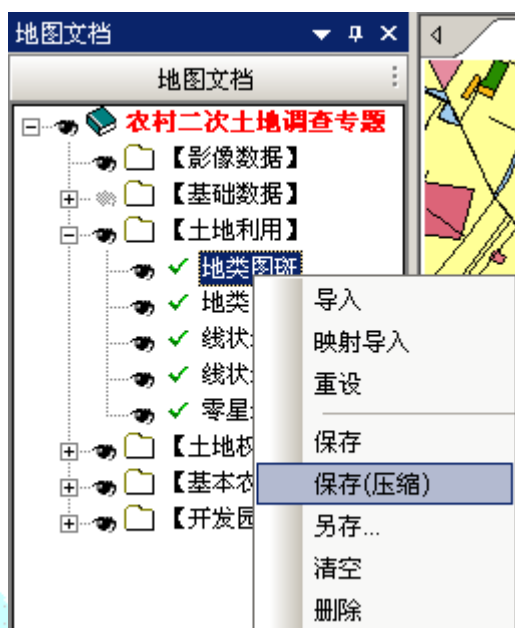 地图文档
地图文档
农村二次土地调查专题
【影像数据】
【基础数据】
【土地利用】
地类图斑
地类
线状
线状
零星
【土地权
【基本农
【开发园
导入
映射导入
重设
保存
保存(压缩)
另存...
清空
删除